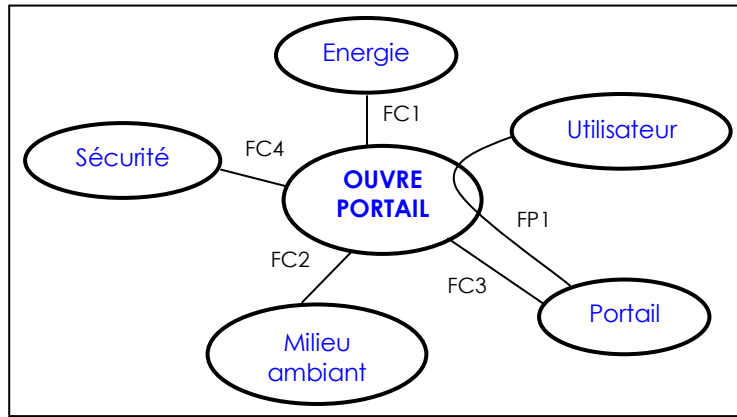 Energie
FC1
Utilisateur
Sécurité
FC4
OUVRE
PORTAIL
FP1
FC2
FC3
Portail
Milieu
ambiant